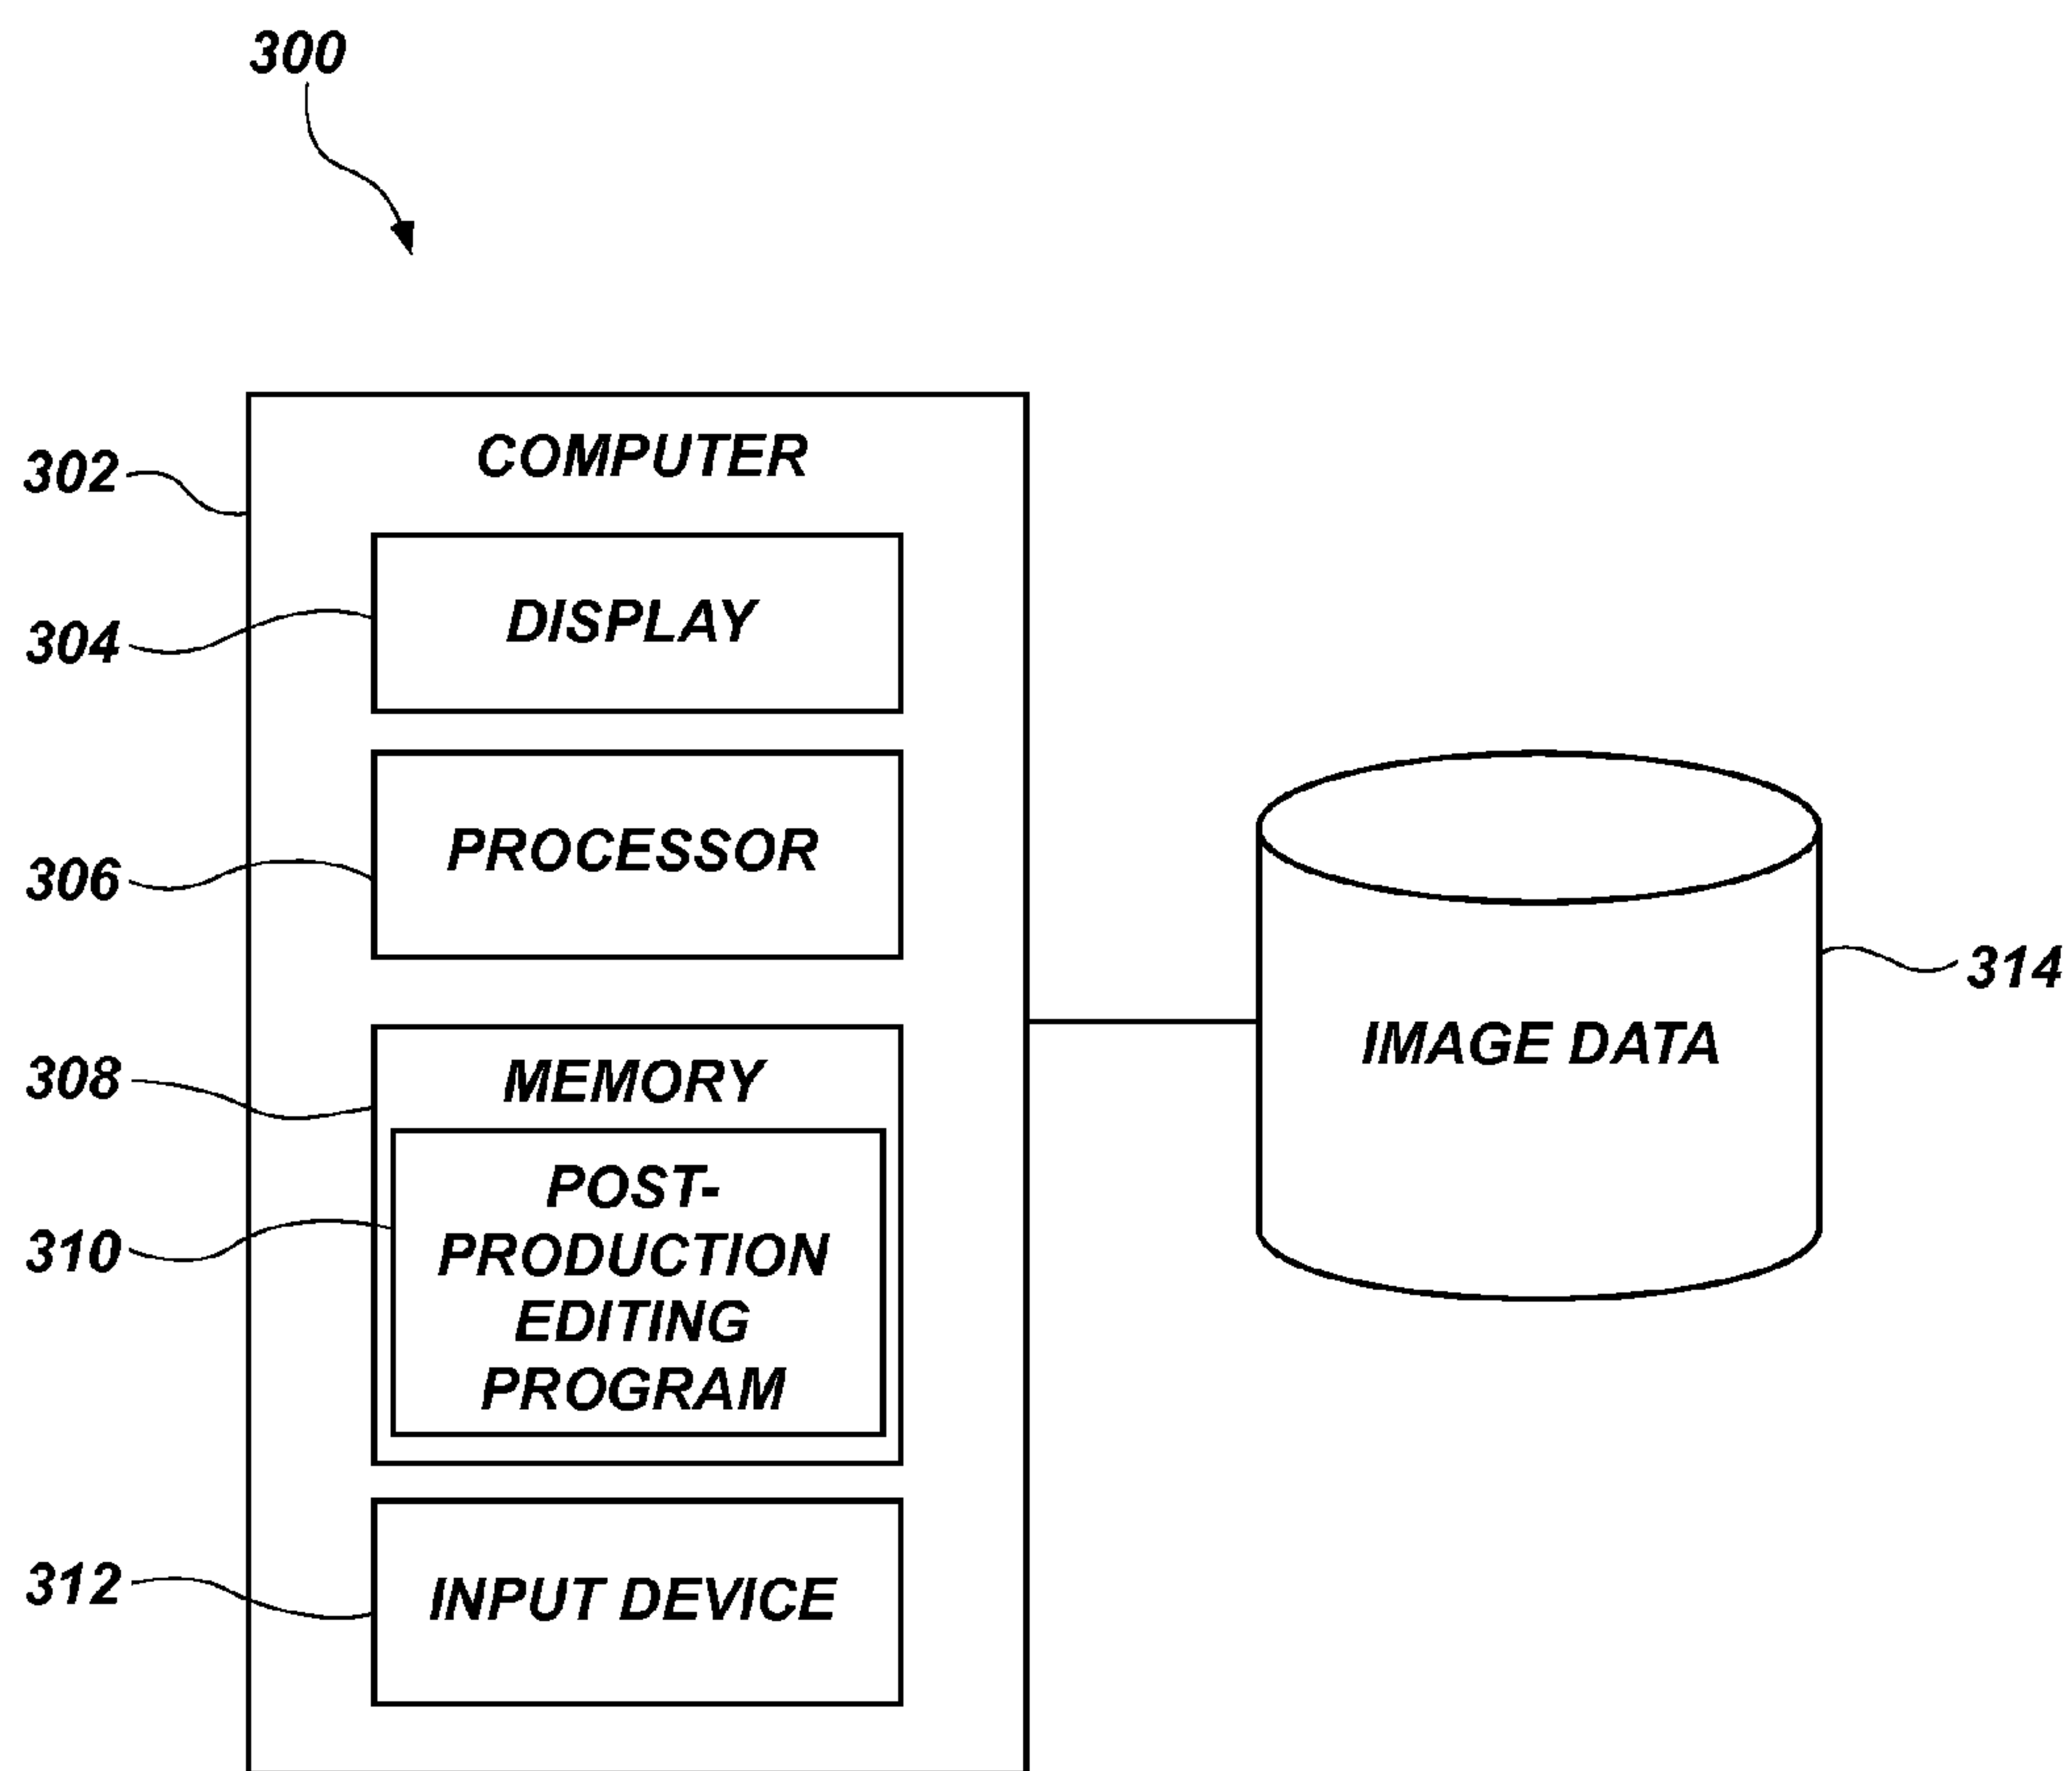 300
302
COMPUTER
304
DISPLAY
306
PROCESSOR
308
MEMORY
310
POST-
PRODUCTION
EDITING
PROGRAM
312
INPUT DEVICE
IMAGE DATA
314